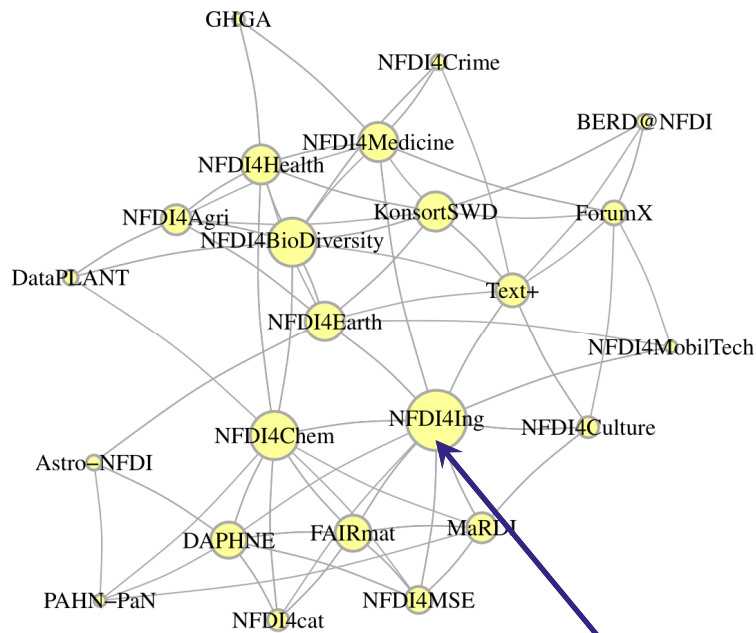 GHGA
NFDI4Crime
BERD@NFDI
NFDI4Medicine
NFDI4Health
NFDI4Agri
KonsortSWD
ForumX
NFDI4BioDiversity
DataPLANT
Text+
NFDI4Earth
NFDI4MobilTech
NFDI4Ing
NFDI4Culture
NFDI4Chem
Astro–NFDI
DAPHNE
FAIRmat
MaRDI
PAHN–PaN
NFDI4MSE
NFDI4cat